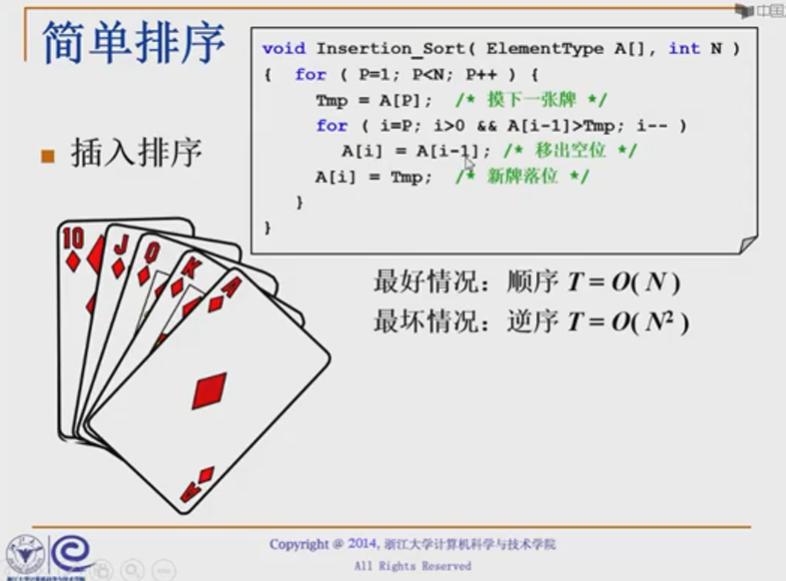 中国
简单排序
void Insertion_Sort( ElementType A[], int N )
{ for ( P=1; P<N; P++ ) {
Tmp = A[P]; /* 摸下一张牌 */
for ( i=P; i>0 && A[i-1]>Tmp; i-- )
A[i] = A[i-1]; /* 移出空位 */
A[i] = Tmp; /* 新牌落位 */
}
}
插入排序
10 J Q K A
A
最好情况：顺序 T = O( N )
最坏情况：逆序 T = O( N² )
Copyright @ 2014, 浙江大学计算机科学与技术学院
All Rights Reserved